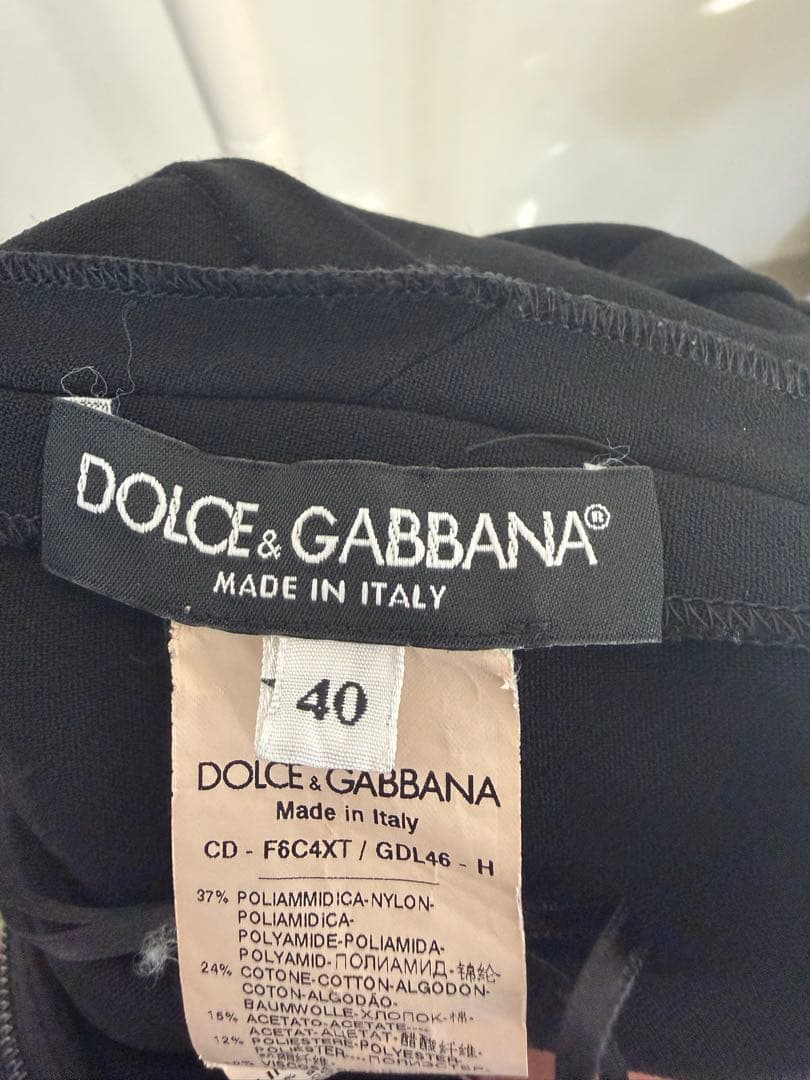 DOLCE & GABBANA®
MADE IN ITALY
40
DOLCE & GABBANA
Made in Italy
CD - F6C4XT / GDL46 - H
37% POLIAMMIDICA-NYLON-
POLIAMIDICA-
POLYAMIDE-POLIAMIDA-
POLYAMID-ПОЛИАМИД-锦纶
24% COTONE-COTTON-ALGODON-
COTON-ALGODÃO-
BAUMWOLLE-ХЛОПОК-棉-
15% ACETATO-ACETATE
ACETAT-АЦЕТАТ-醋酸纤维-
12% POLIESTERE-POLYESTER-
POLIESTER